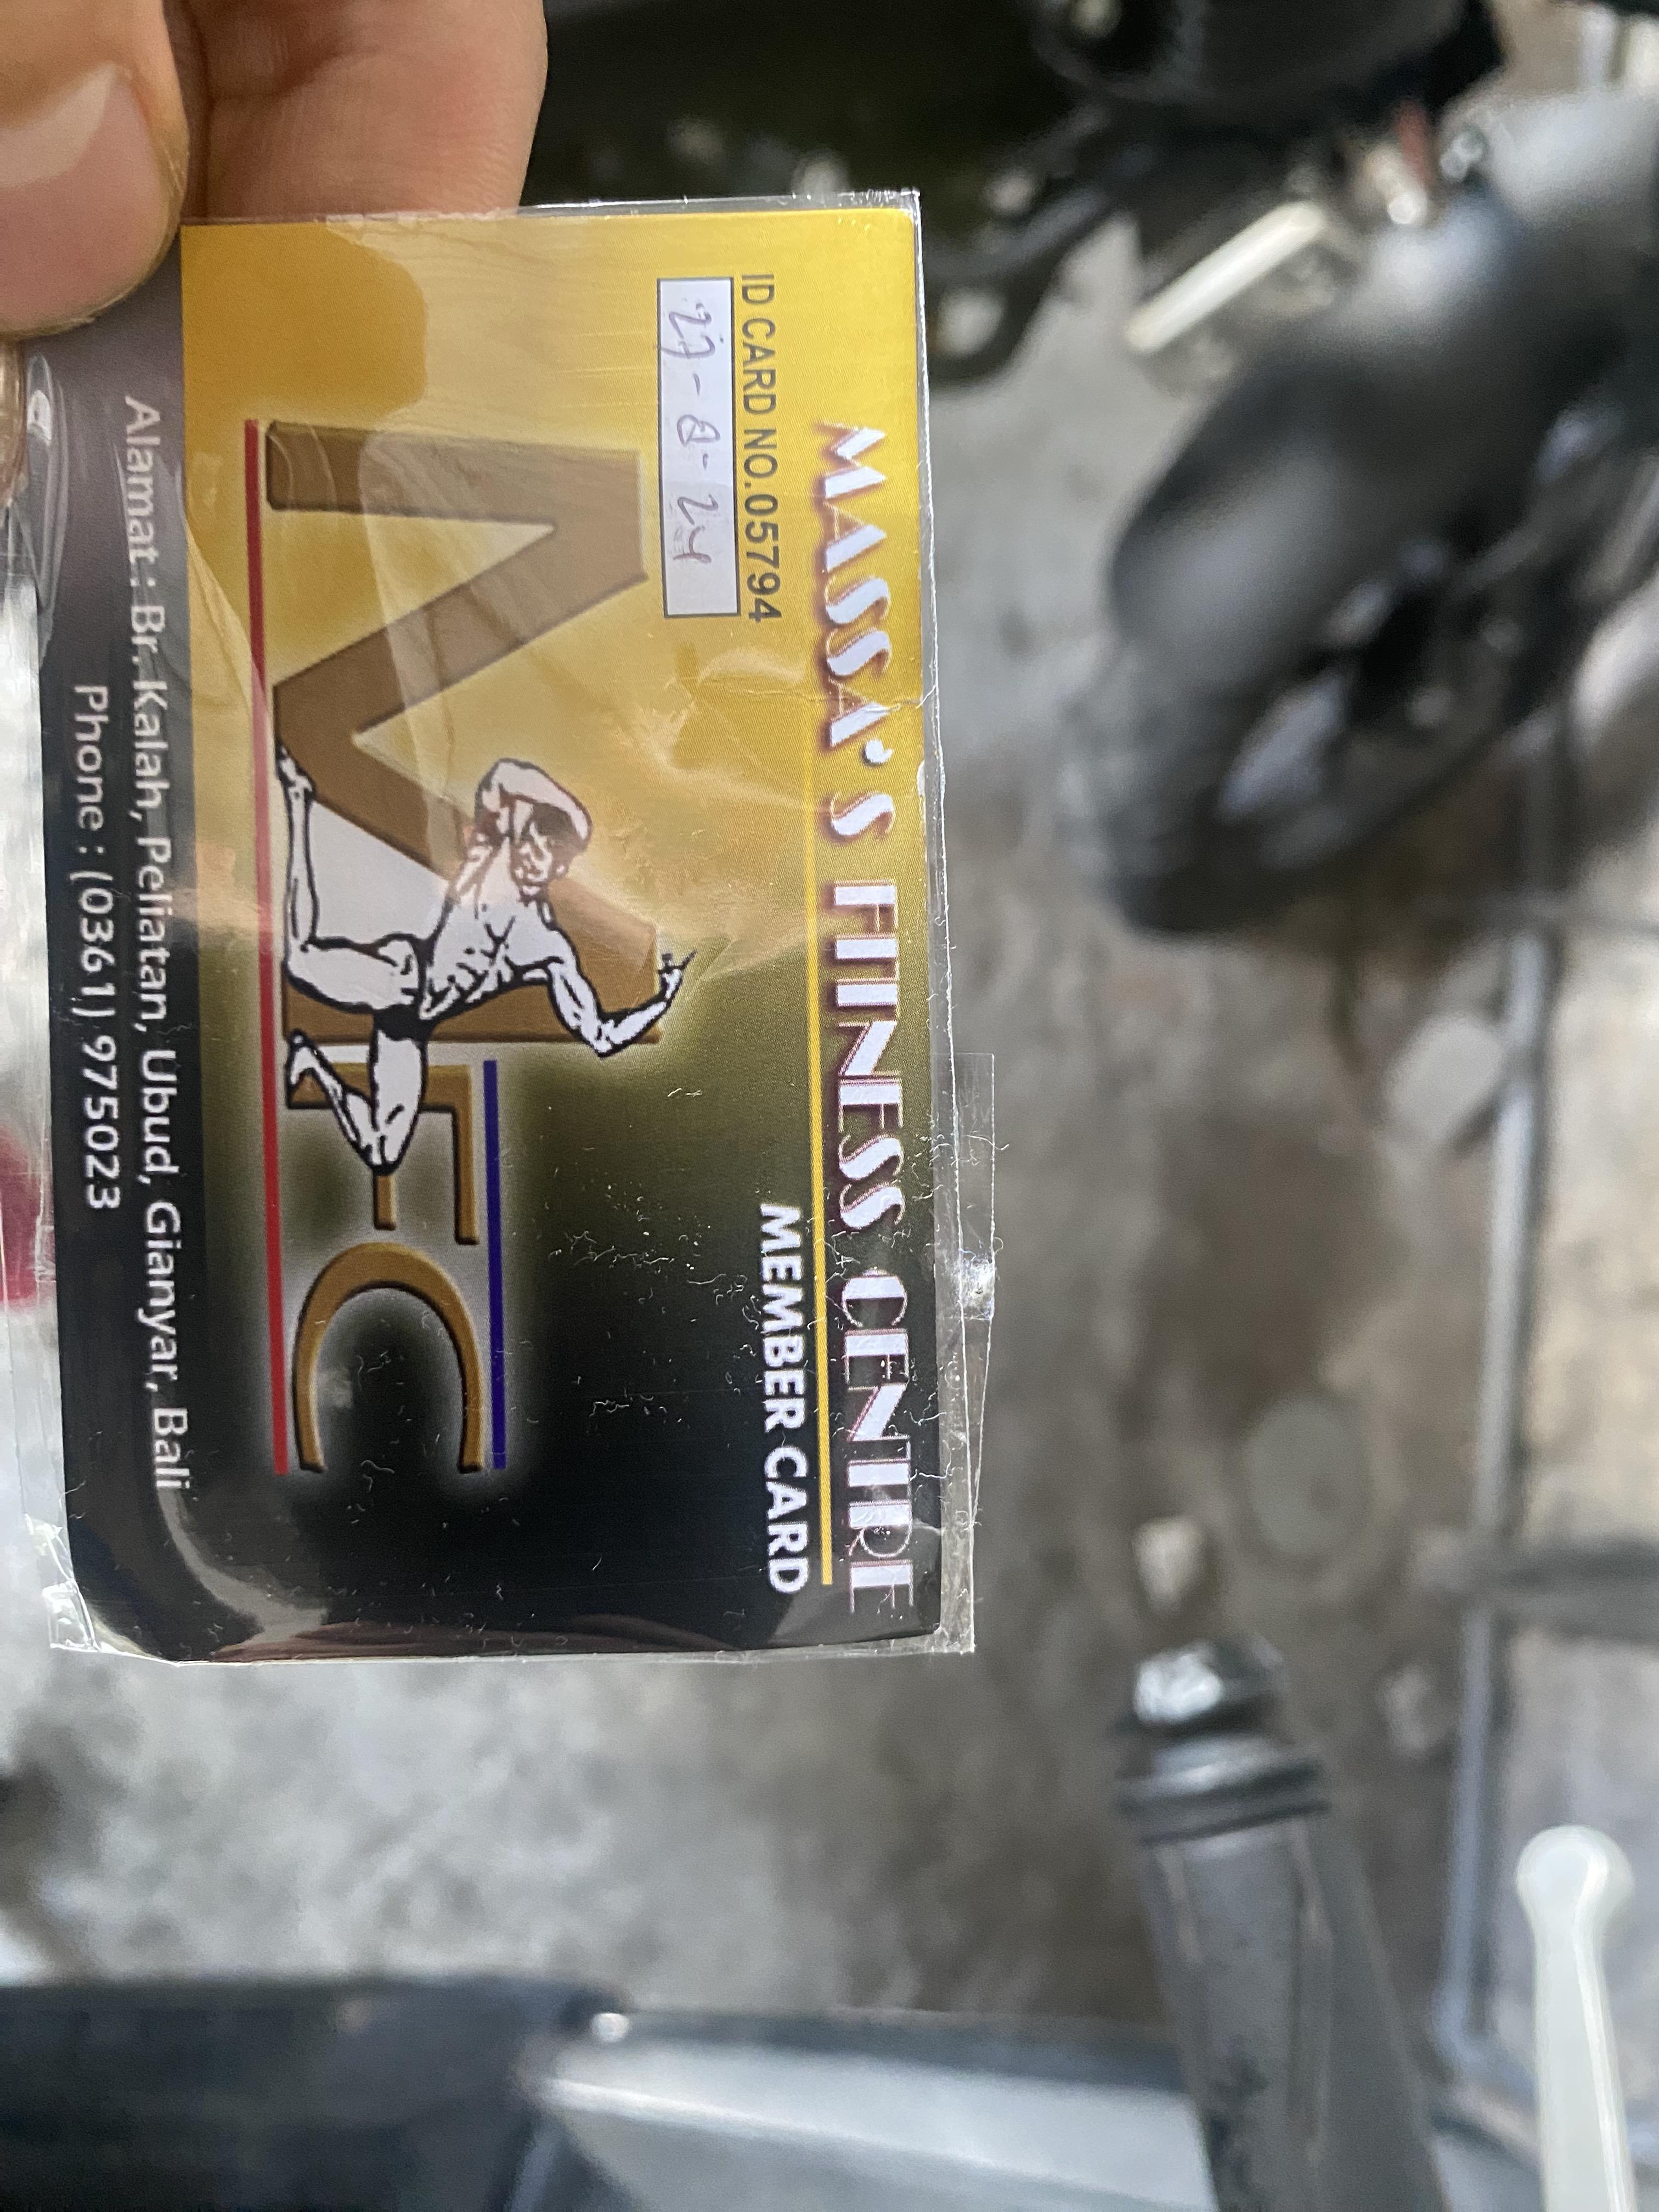 MASSA'S FITNESS CENTRE
MEMBER CARD
ID CARD NO.05794
27-8-24
MFC
Alamat : Br. Kalah, Peliatan, Ubud, Gianyar, Bali
Phone : (0361) 975023